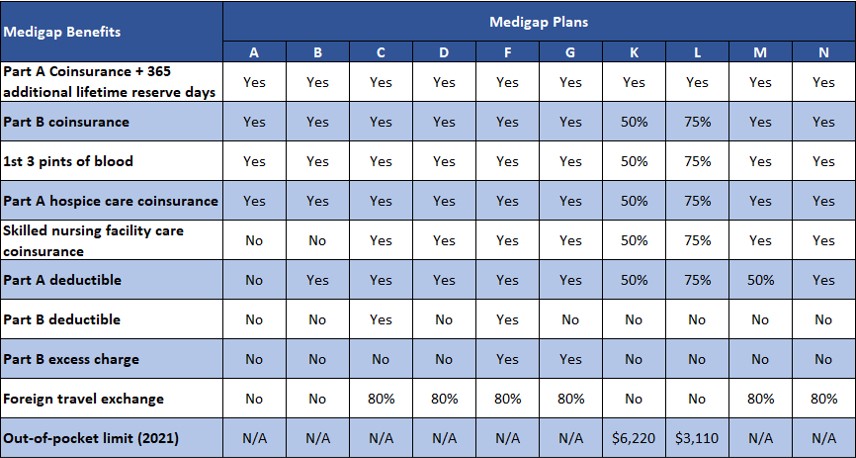 Medigap Benefits
Medigap Plans
A B C D F G K L M N
Part A Coinsurance + 365
additional lifetime reserve days
Yes Yes Yes Yes Yes Yes Yes Yes Yes Yes
Part B coinsurance Yes Yes Yes Yes Yes Yes 50% 75% Yes Yes
1st 3 pints of blood Yes Yes Yes Yes Yes Yes 50% 75% Yes Yes
Part A hospice care coinsurance Yes Yes Yes Yes Yes Yes 50% 75% Yes Yes
Skilled nursing facility care
coinsurance
No No Yes Yes Yes Yes 50% 75% Yes Yes
Part A deductible No Yes Yes Yes Yes Yes 50% 75% 50% Yes
Part B deductible No No Yes No Yes No No No No No
Part B excess charge No No No No Yes Yes No No No No
Foreign travel exchange No No 80% 80% 80% 80% No No 80% 80%
Out-of-pocket limit (2021) N/A N/A N/A N/A N/A N/A $6,220 $3,110 N/A N/A